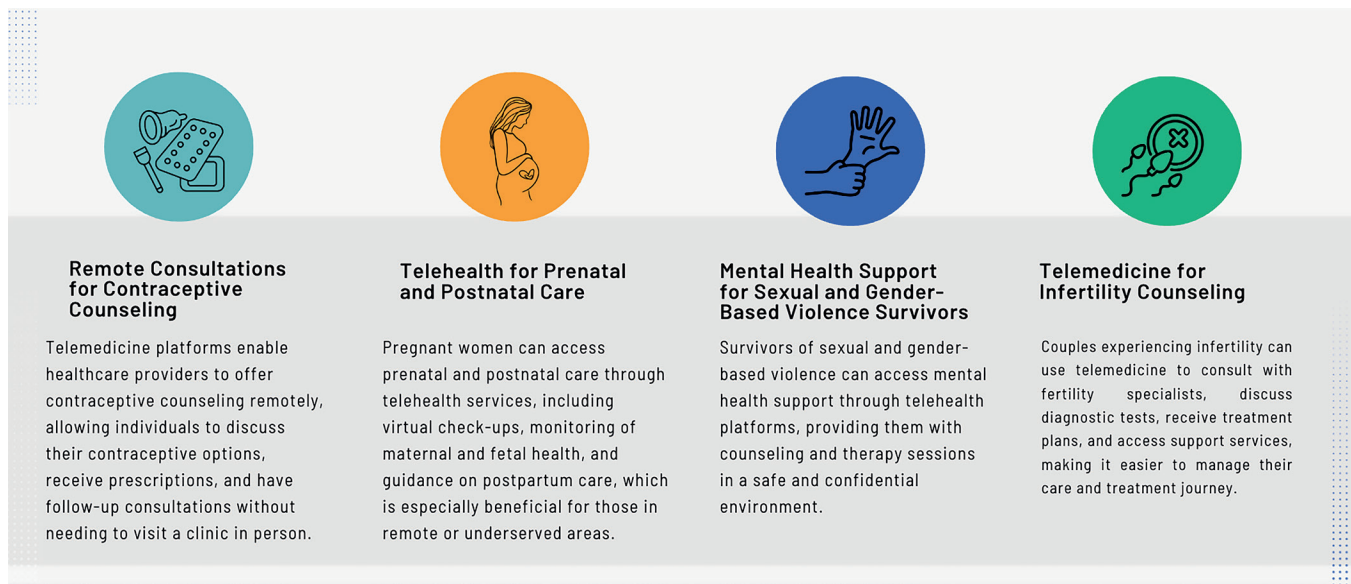 Remote Consultations
for Contraceptive
Counseling
Telemedicine platforms enable
healthcare providers to offer
contraceptive counseling remotely,
allowing individuals to discuss
their contraceptive options,
receive prescriptions, and have
follow-up consultations without
needing to visit a clinic in person.
Telehealth for Prenatal
and Postnatal Care
Pregnant women can access
prenatal and postnatal care through
telehealth services, including
virtual check-ups, monitoring of
maternal and fetal health, and
guidance on postpartum care, which
is especially beneficial for those in
remote or underserved areas.
Mental Health Support
for Sexual and Gender-
Based Violence Survivors
Survivors of sexual and gender-
based violence can access mental
health support through telehealth
platforms, providing them with
counseling and therapy sessions
in a safe and confidential
environment.
Telemedicine for
Infertility Counseling
Couples experiencing infertility can
use telemedicine to consult with
fertility specialists, discuss
diagnostic tests, receive treatment
plans, and access support services,
making it easier to manage their
care and treatment journey.